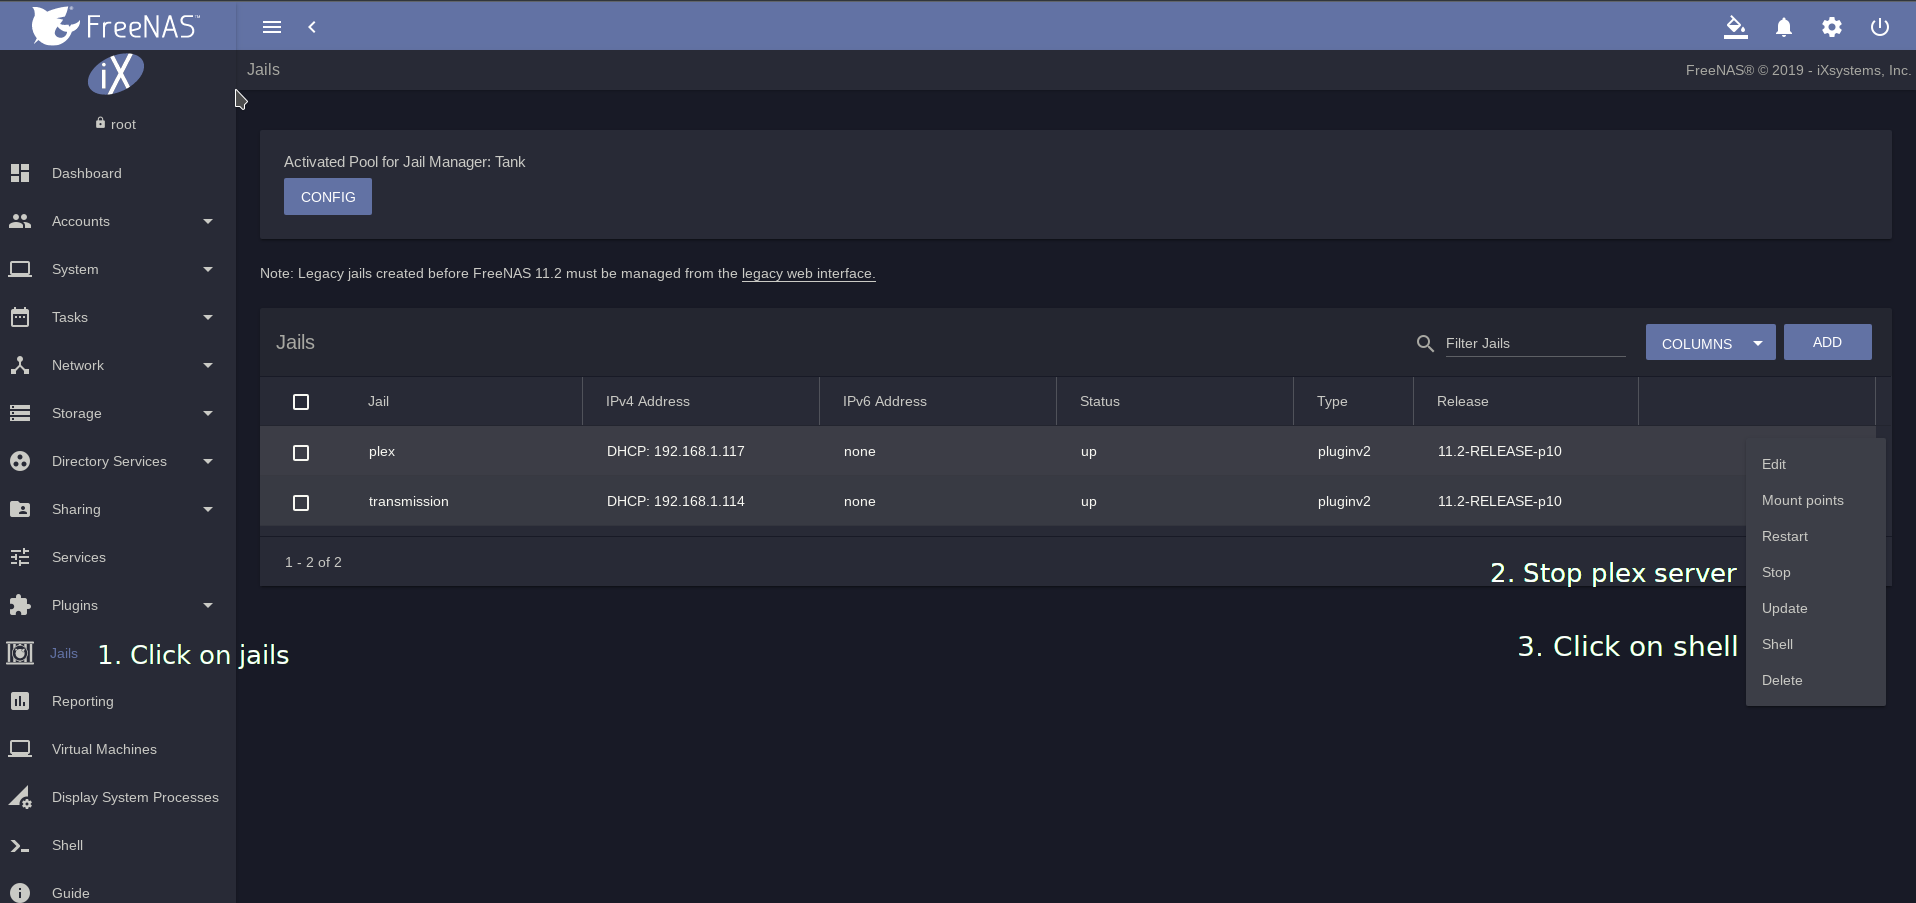 FreeNAS™
Jails
FreeNAS® © 2019 - iXsystems, Inc.
iX
root
Dashboard
Accounts
System
Tasks
Network
Storage
Directory Services
Sharing
Services
Plugins
Jails
1. Click on jails
Reporting
Virtual Machines
Display System Processes
Shell
Guide
Activated Pool for Jail Manager: Tank
CONFIG
Note: Legacy jails created before FreeNAS 11.2 must be managed from the legacy web interface.
Jails
Filter Jails
COLUMNS
ADD
Jail IPv4 Address IPv6 Address Status Type Release
plex DHCP: 192.168.1.117 none up pluginv2 11.2-RELEASE-p10
transmission DHCP: 192.168.1.114 none up pluginv2 11.2-RELEASE-p10
1 - 2 of 2
Edit
Mount points
Restart
2. Stop plex server
Stop
Update
3. Click on shell
Shell
Delete